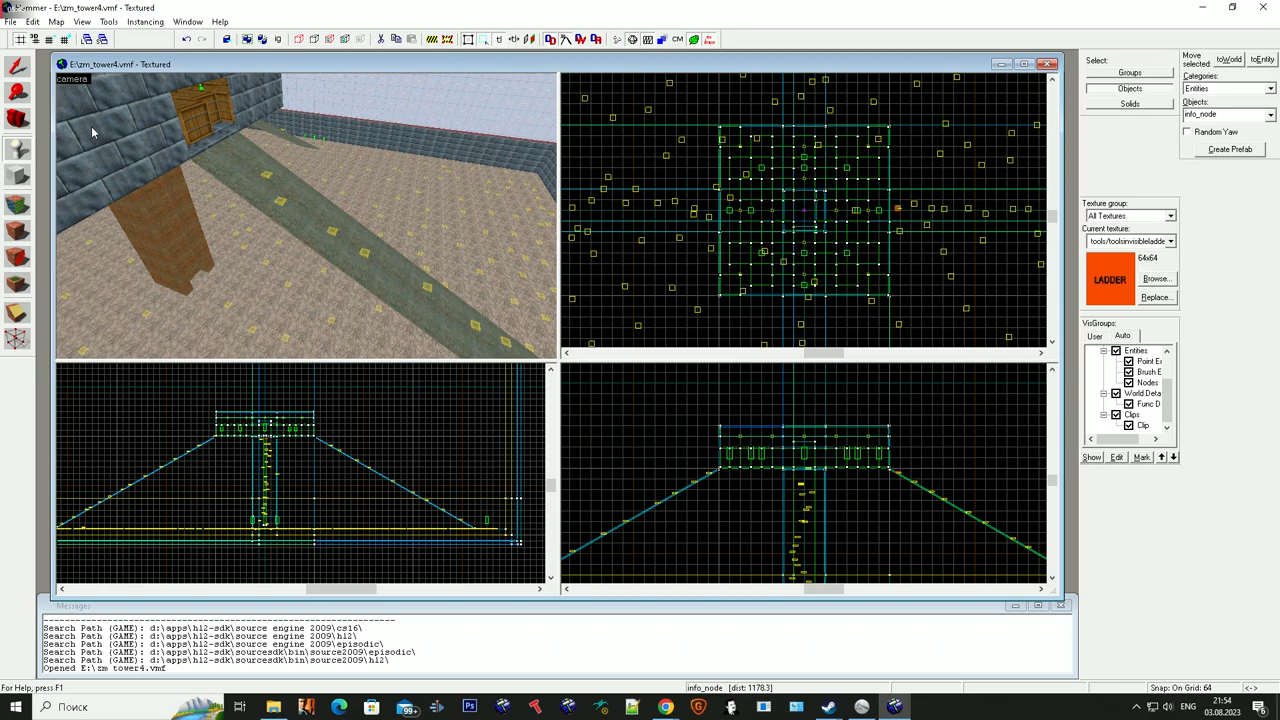 Hammer - E:\zm_tower4.vmf - Textured
File Edit Map View Tools Instancing Window Help
E:\zm_tower4.vmf - Textured
camera
Select:
Groups
Objects
Solids
Move selected:
toWorld
toEntity
Categories:
Entities
Objects:
info_node
Random Yaw
Create Prefab
Texture group:
All Textures
Current texture:
tools/toolsinvisibleladde
LADDER
64x64
Browse...
Replace...
VisGroups:
User
Auto
Entities
Point E
Brush E
Nodes
World Deta
Func D
Clips
Clip
Show
Edit
Mark
Messages
Search Path (GAME): d:\apps\hl2-sdk\source engine 2009\cs16\
Search Path (GAME): d:\apps\hl2-sdk\source engine 2009\hl2\
Search Path (GAME): d:\apps\hl2-sdk\source engine 2009\episodic\
Search Path (GAME): d:\apps\hl2-sdk\sourcesdk\bin\source2009\episodic\
Search Path (GAME): d:\apps\hl2-sdk\sourcesdk\bin\source2009\hl2\
Opened E:\zm_tower4.vmf
For Help, press F1
info_node [dist: 1178.3]
Snap: On Grid: 64
<->
Поиск
99+
ENG
21:54
03.08.2023